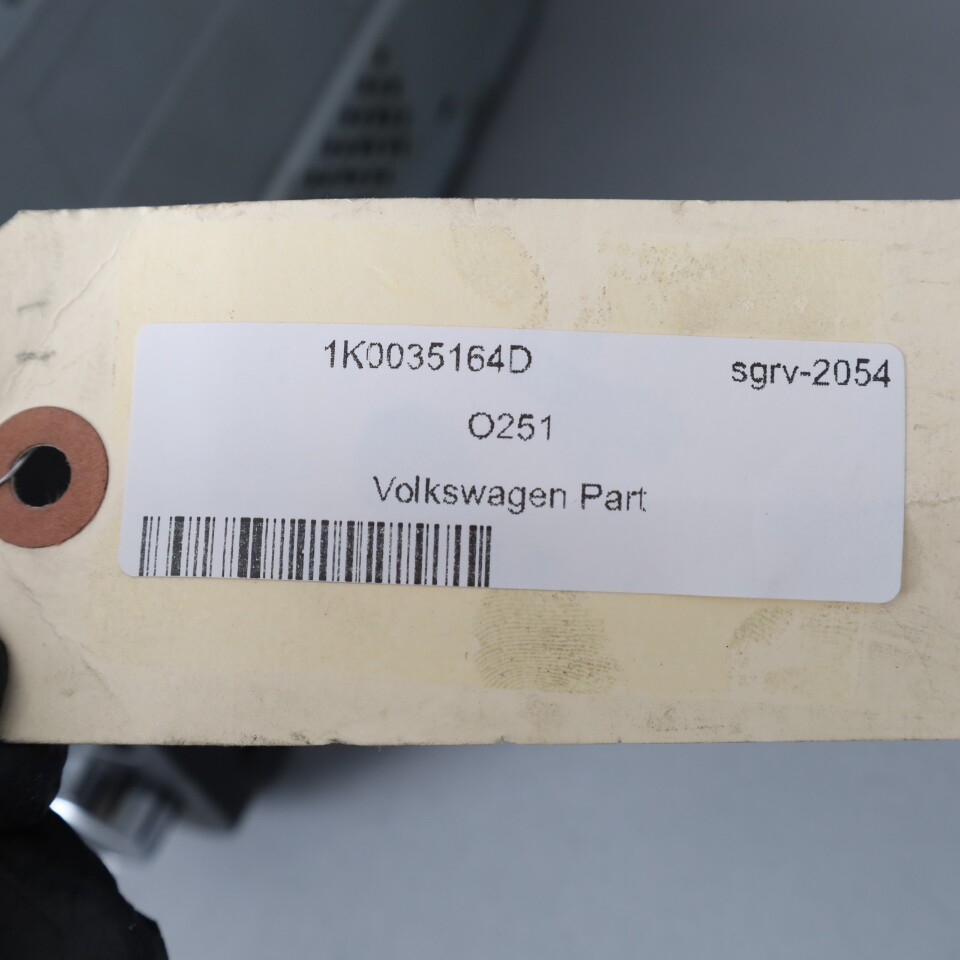 1K0035164D sgrv-2054
O251
Volkswagen Part